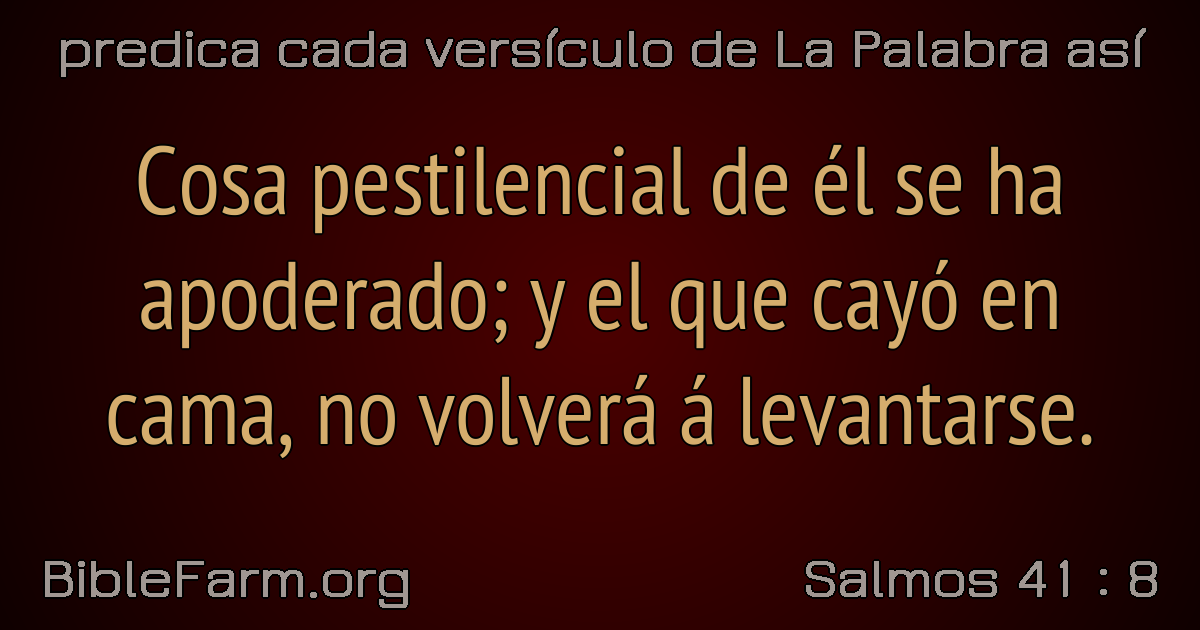 predica cada versículo de La Palabra así
Cosa pestilencial de él se ha
apoderado; y el que cayó en
cama, no volverá á levantarse.
BibleFarm.org
Salmos 41 : 8